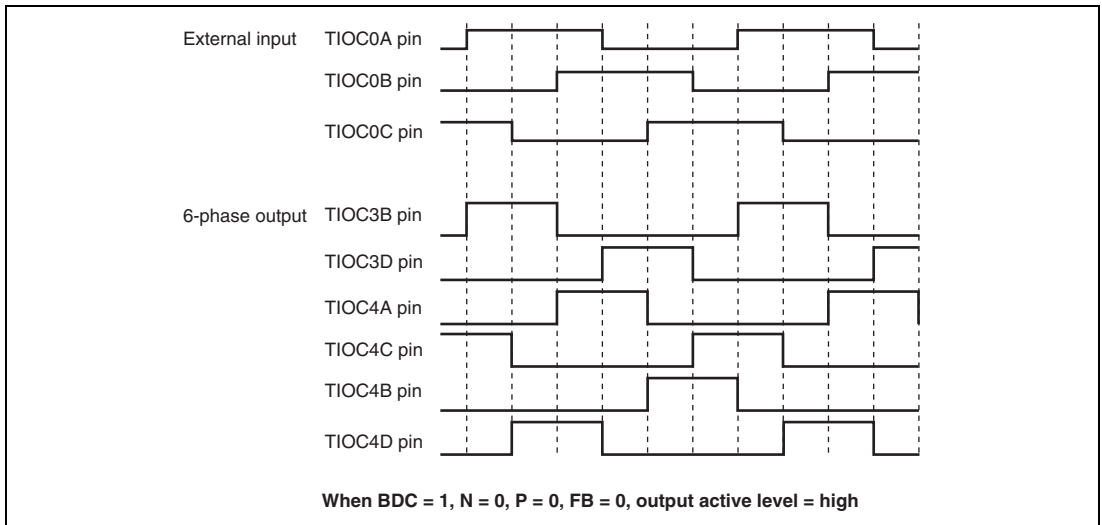 External input TIOC0A pin
TIOC0B pin
TIOC0C pin
6-phase output TIOC3B pin
TIOC3D pin
TIOC4A pin
TIOC4C pin
TIOC4B pin
TIOC4D pin
When BDC = 1, N = 0, P = 0, FB = 0, output active level = high